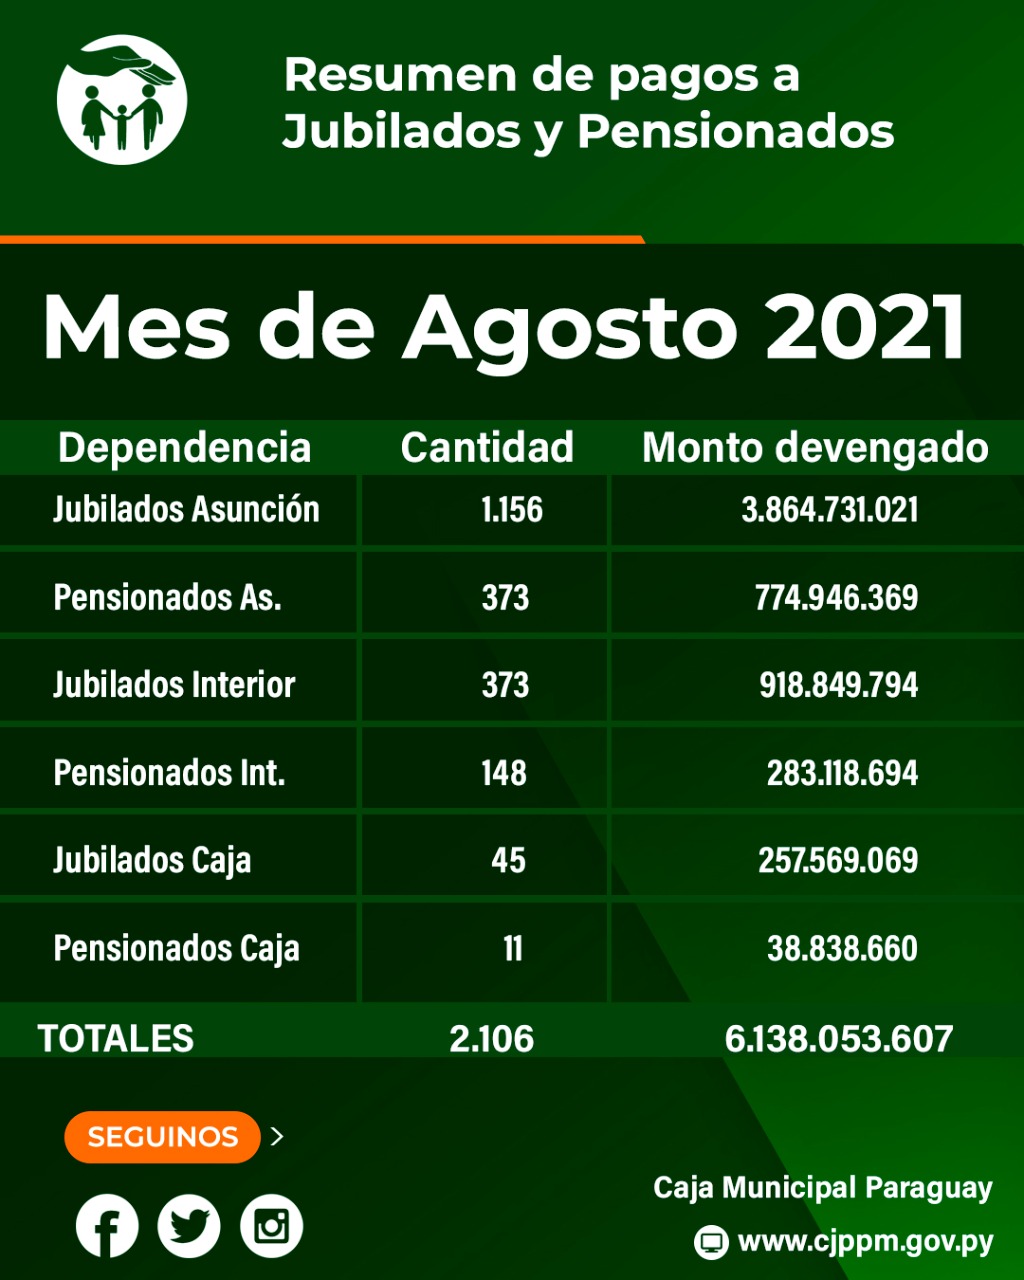 Resumen de pagos a
Jubilados y Pensionados
Mes de Agosto 2021
Dependencia Cantidad Monto devengado
Jubilados Asunción 1.156 3.864.731.021
Pensionados As. 373 774.946.369
Jubilados Interior 373 918.849.794
Pensionados Int. 148 283.118.694
Jubilados Caja 45 257.569.069
Pensionados Caja 11 38.838.660
TOTALES 2.106 6.138.053.607
SEGUINOS >
Caja Municipal Paraguay
www.cjppm.gov.py